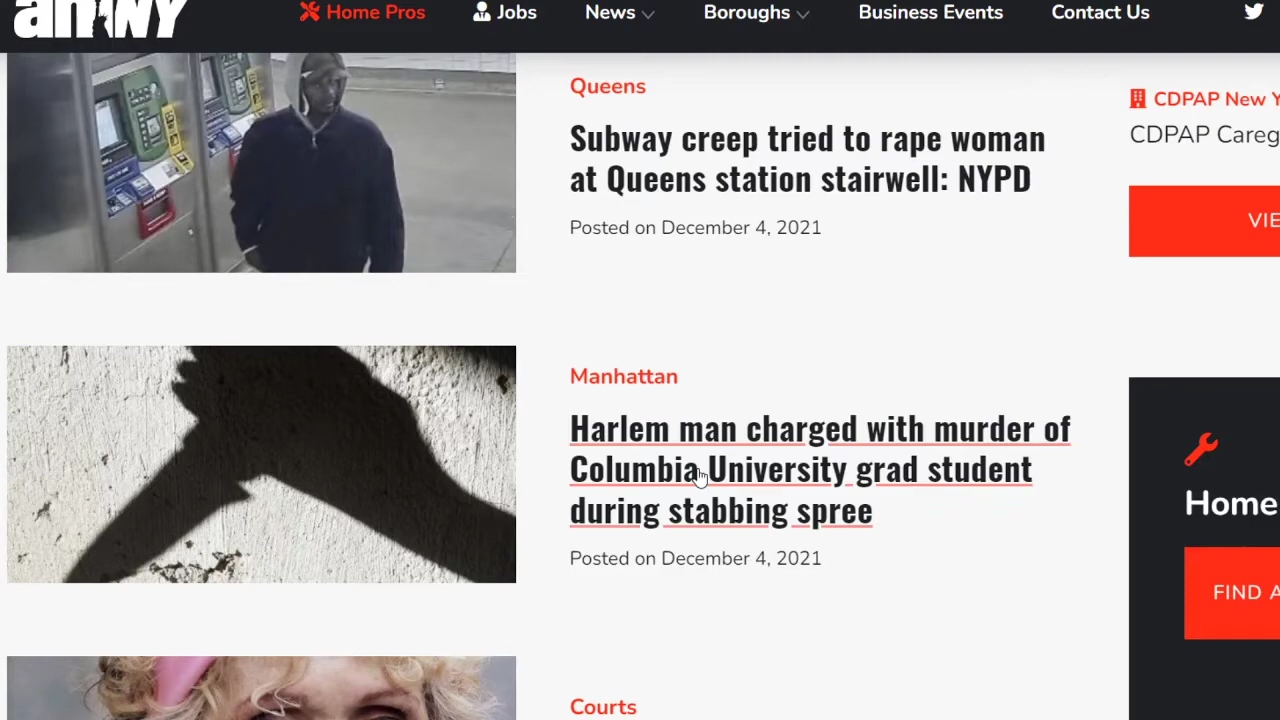 amNY
Home Pros
Jobs
News
Boroughs
Business Events
Contact Us
Queens
Subway creep tried to rape woman
at Queens station stairwell: NYPD
Posted on December 4, 2021
CDPAP New Y
CDPAP Careg
VIE
Manhattan
Harlem man charged with murder of
Columbia University grad student
during stabbing spree
Posted on December 4, 2021
Home
FIND A
Courts